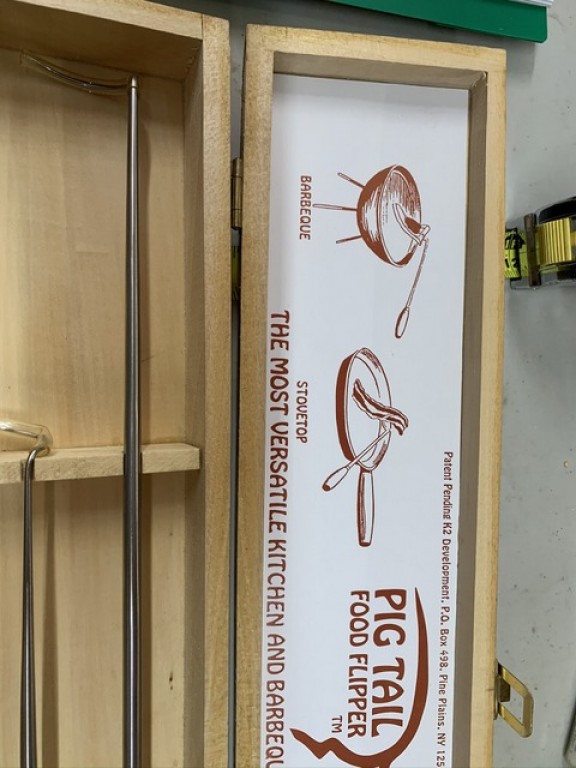 Patent Pending K2 Development, P.O. Box 498, Pine Plains, NY 125
PIG TAIL
FOOD FLIPPER
TM
BARBEQUE
STOVETOP
THE MOST VERSATILE KITCHEN AND BARBEQU